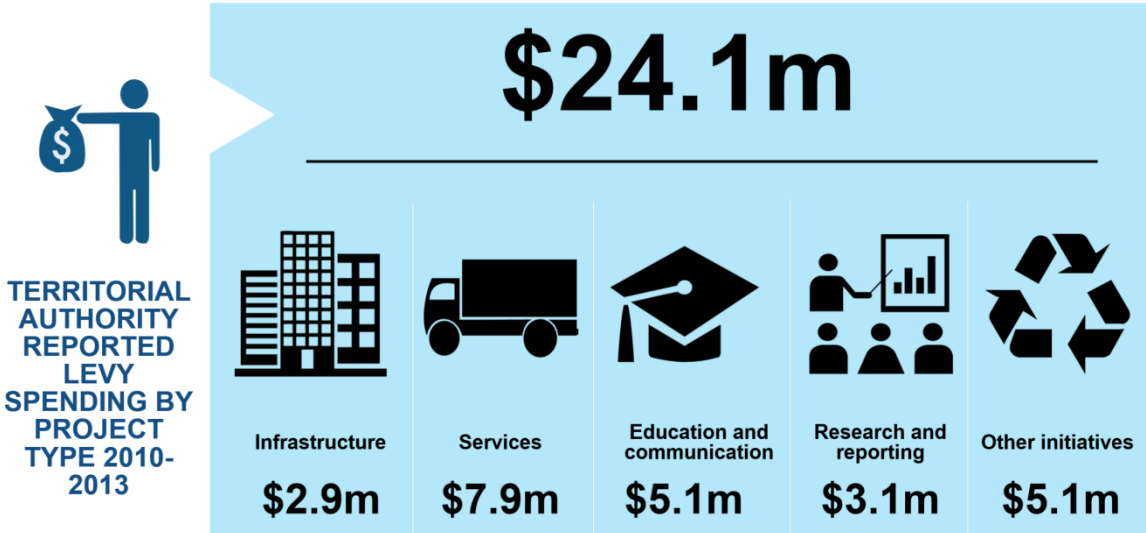 $24.1m
$
TERRITORIAL
AUTHORITY
REPORTED
LEVY
SPENDING BY
PROJECT
TYPE 2010-
2013
Infrastructure
$2.9m
Services
$7.9m
Education and
communication
$5.1m
Research and
reporting
$3.1m
Other initiatives
$5.1m